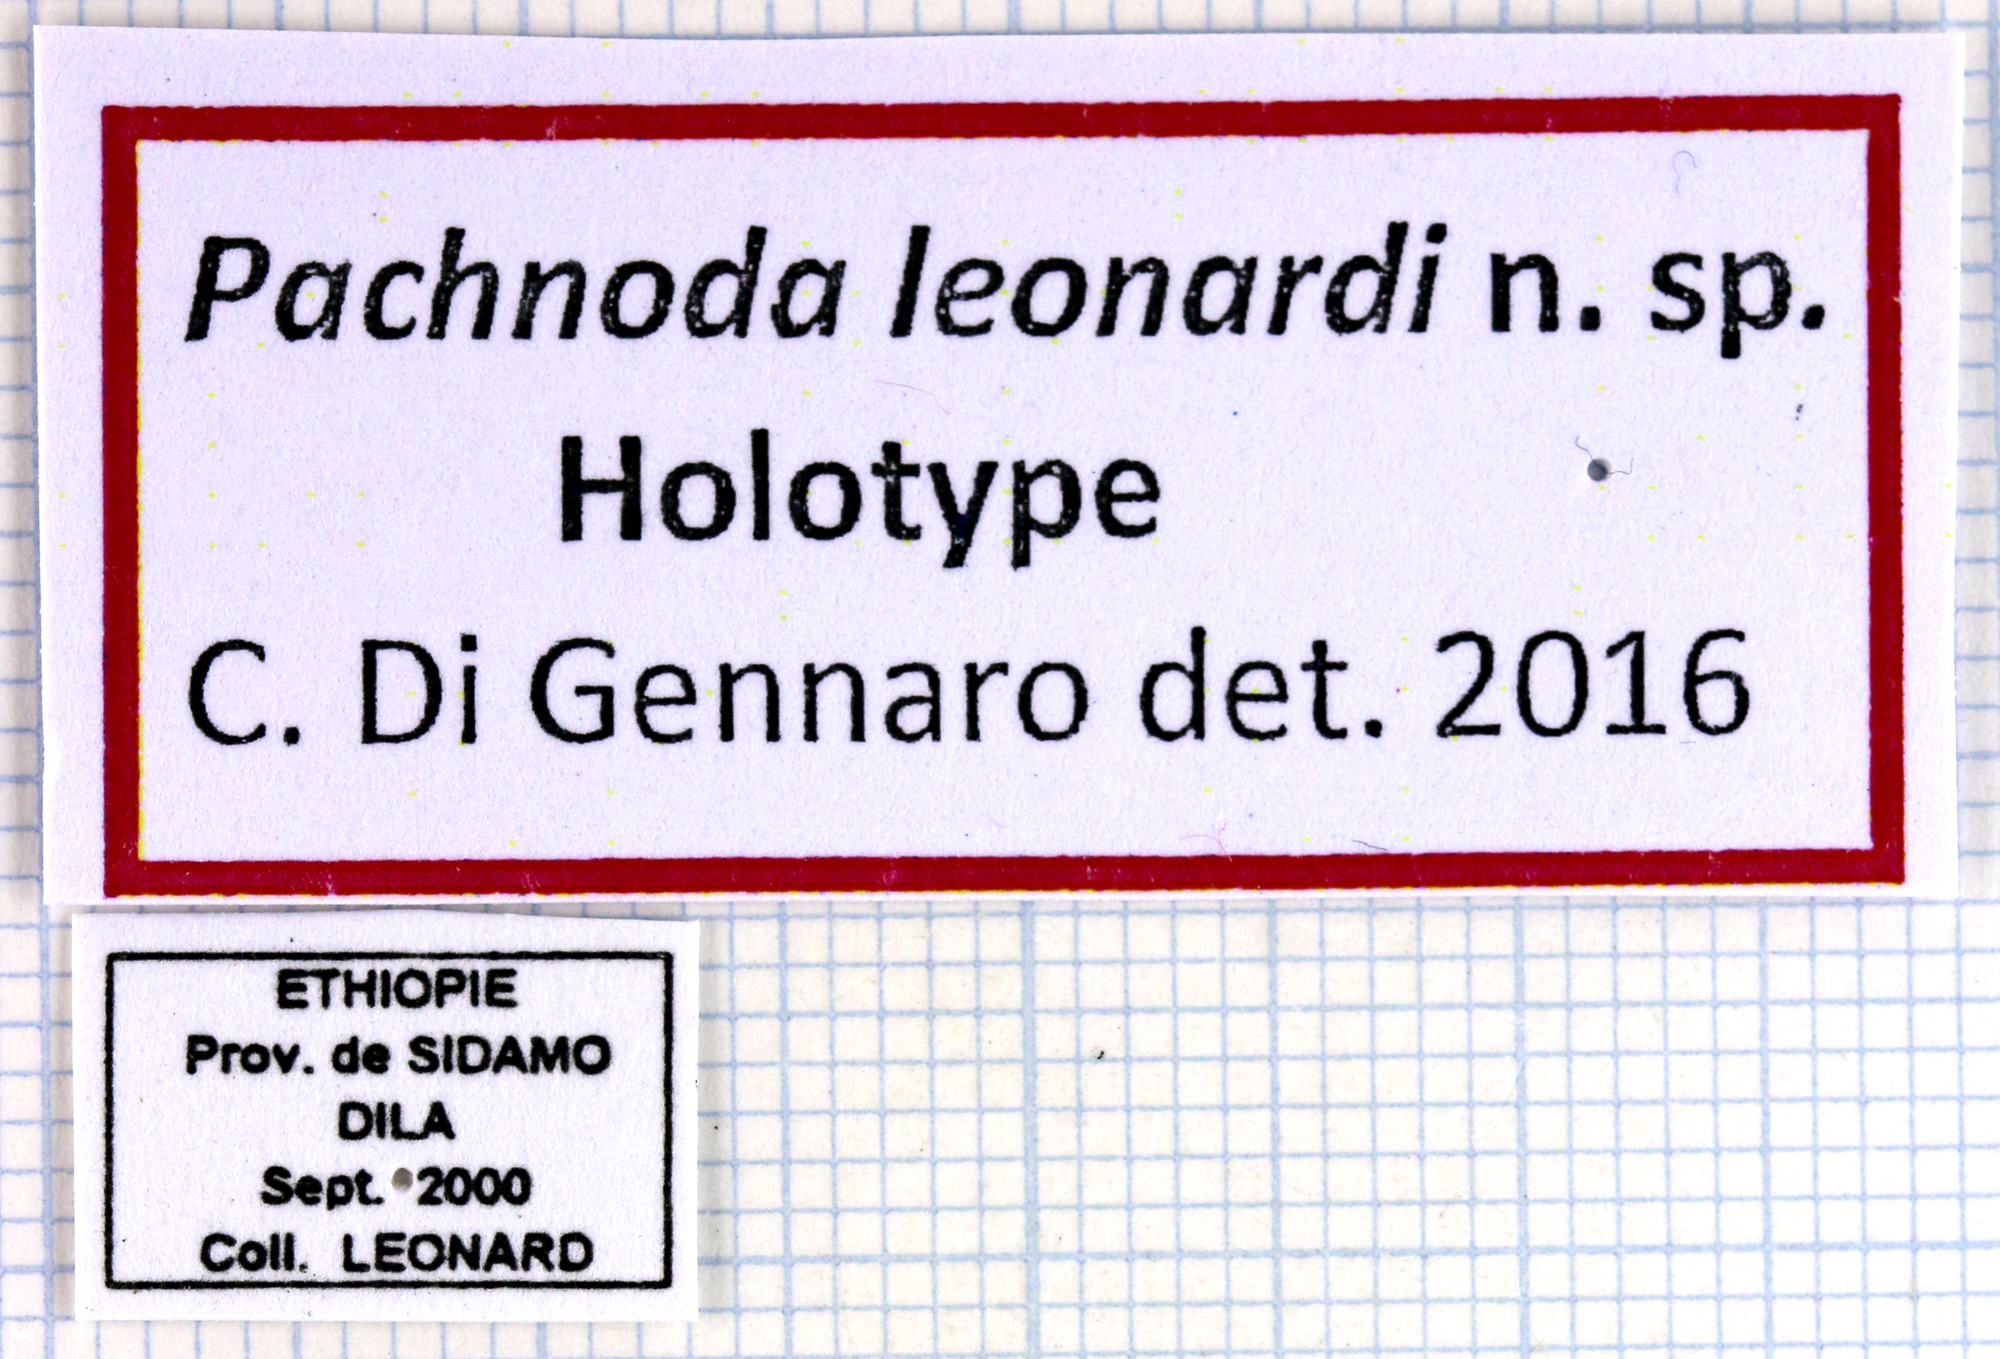 Pachnoda leonardi n. sp.
Holotype
C. Di Gennaro det. 2016
ETHIOPIE
Prov. de SIDAMO
DILA
Sept. 2000
Coll. LEONARD